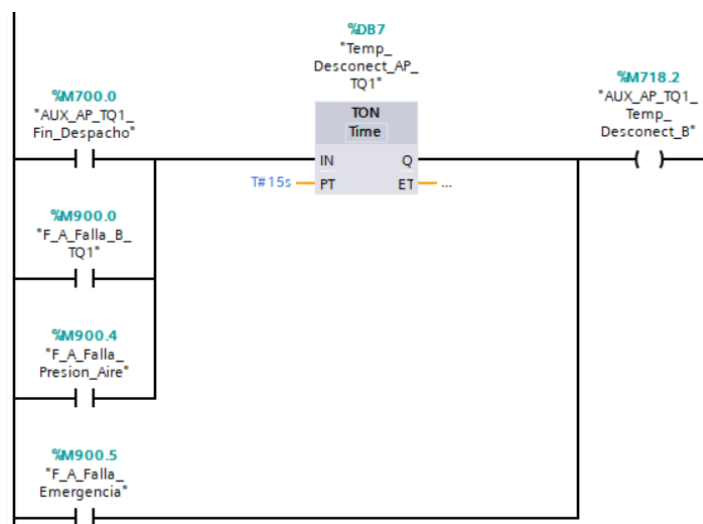 %DB7
"Temp_
Desconect_AP_
TQ1"
%M718.2
"AUX_AP_TQ1_
Temp_
Desconect_B"
%M700.0
"AUX_AP_TQ1_
Fin_Despacho"
TON
Time
IN Q
T#15s PT ET ...
%M900.0
"F_A_Falla_B_
TQ1"
%M900.4
"F_A_Falla_
Presion_Aire"
%M900.5
"F_A_Falla_
Emergencia"